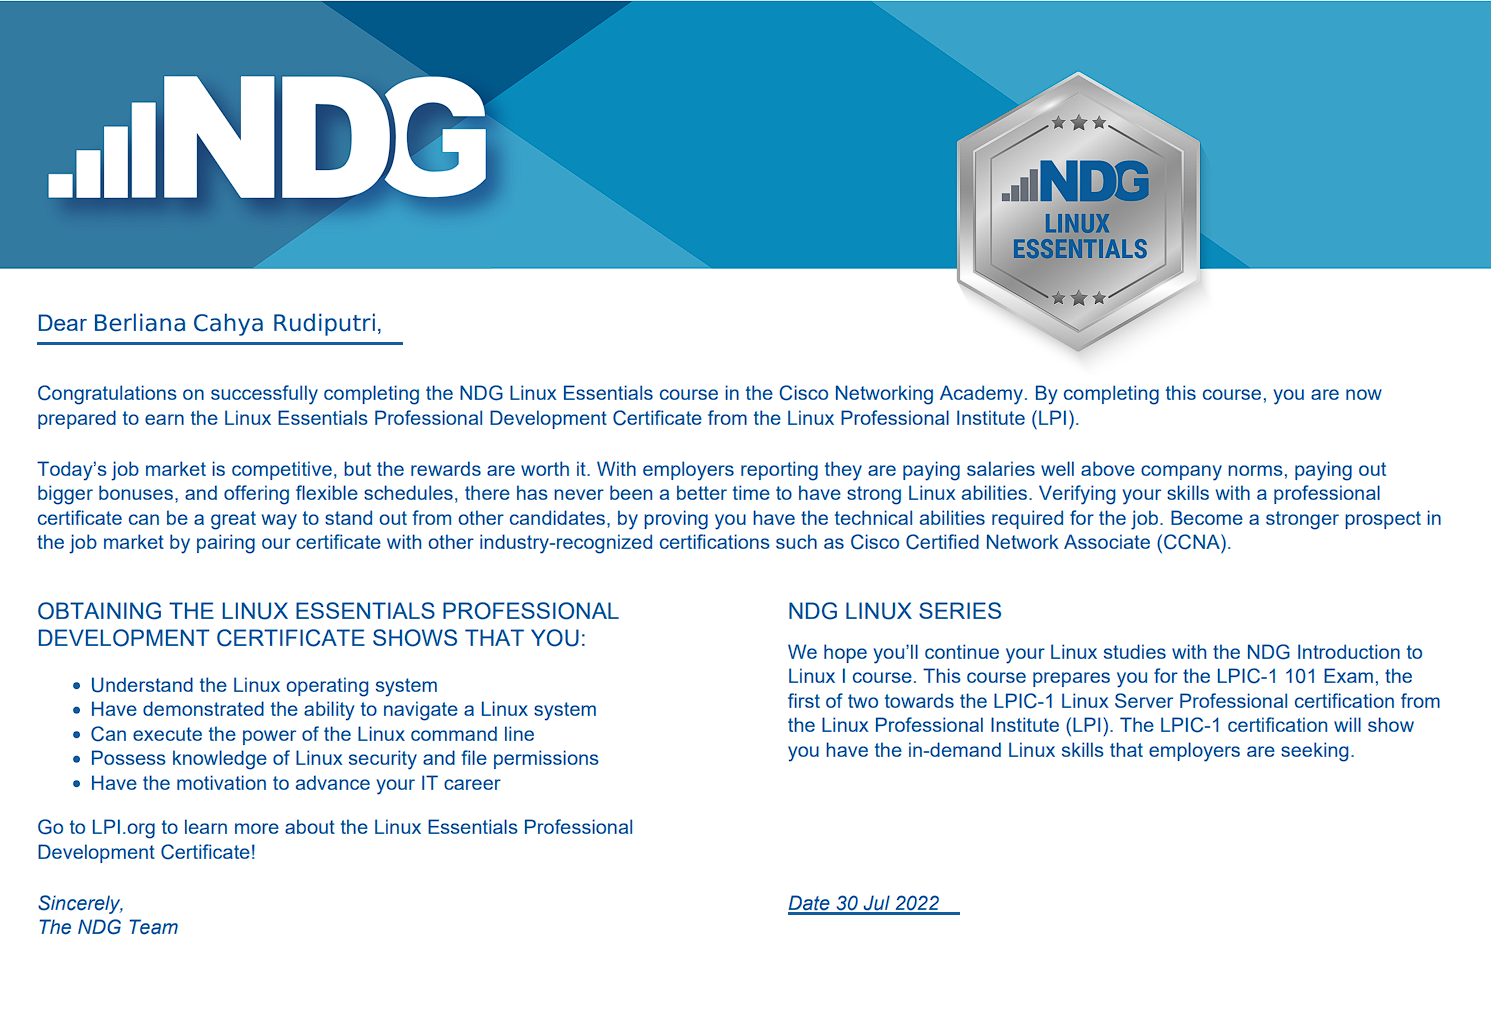 NDG
NDG
LINUX
ESSENTIALS
Dear Berliana Cahya Rudiputri,
Congratulations on successfully completing the NDG Linux Essentials course in the Cisco Networking Academy. By completing this course, you are now
prepared to earn the Linux Essentials Professional Development Certificate from the Linux Professional Institute (LPI).
Today’s job market is competitive, but the rewards are worth it. With employers reporting they are paying salaries well above company norms, paying out
bigger bonuses, and offering flexible schedules, there has never been a better time to have strong Linux abilities. Verifying your skills with a professional
certificate can be a great way to stand out from other candidates, by proving you have the technical abilities required for the job. Become a stronger prospect in
the job market by pairing our certificate with other industry-recognized certifications such as Cisco Certified Network Associate (CCNA).
OBTAINING THE LINUX ESSENTIALS PROFESSIONAL
DEVELOPMENT CERTIFICATE SHOWS THAT YOU:
• Understand the Linux operating system
• Have demonstrated the ability to navigate a Linux system
• Can execute the power of the Linux command line
• Possess knowledge of Linux security and file permissions
• Have the motivation to advance your IT career
Go to LPI.org to learn more about the Linux Essentials Professional
Development Certificate!
Sincerely,
The NDG Team
NDG LINUX SERIES
We hope you’ll continue your Linux studies with the NDG Introduction to
Linux I course. This course prepares you for the LPIC-1 101 Exam, the
first of two towards the LPIC-1 Linux Server Professional certification from
the Linux Professional Institute (LPI). The LPIC-1 certification will show
you have the in-demand Linux skills that employers are seeking.
Date 30 Jul 2022